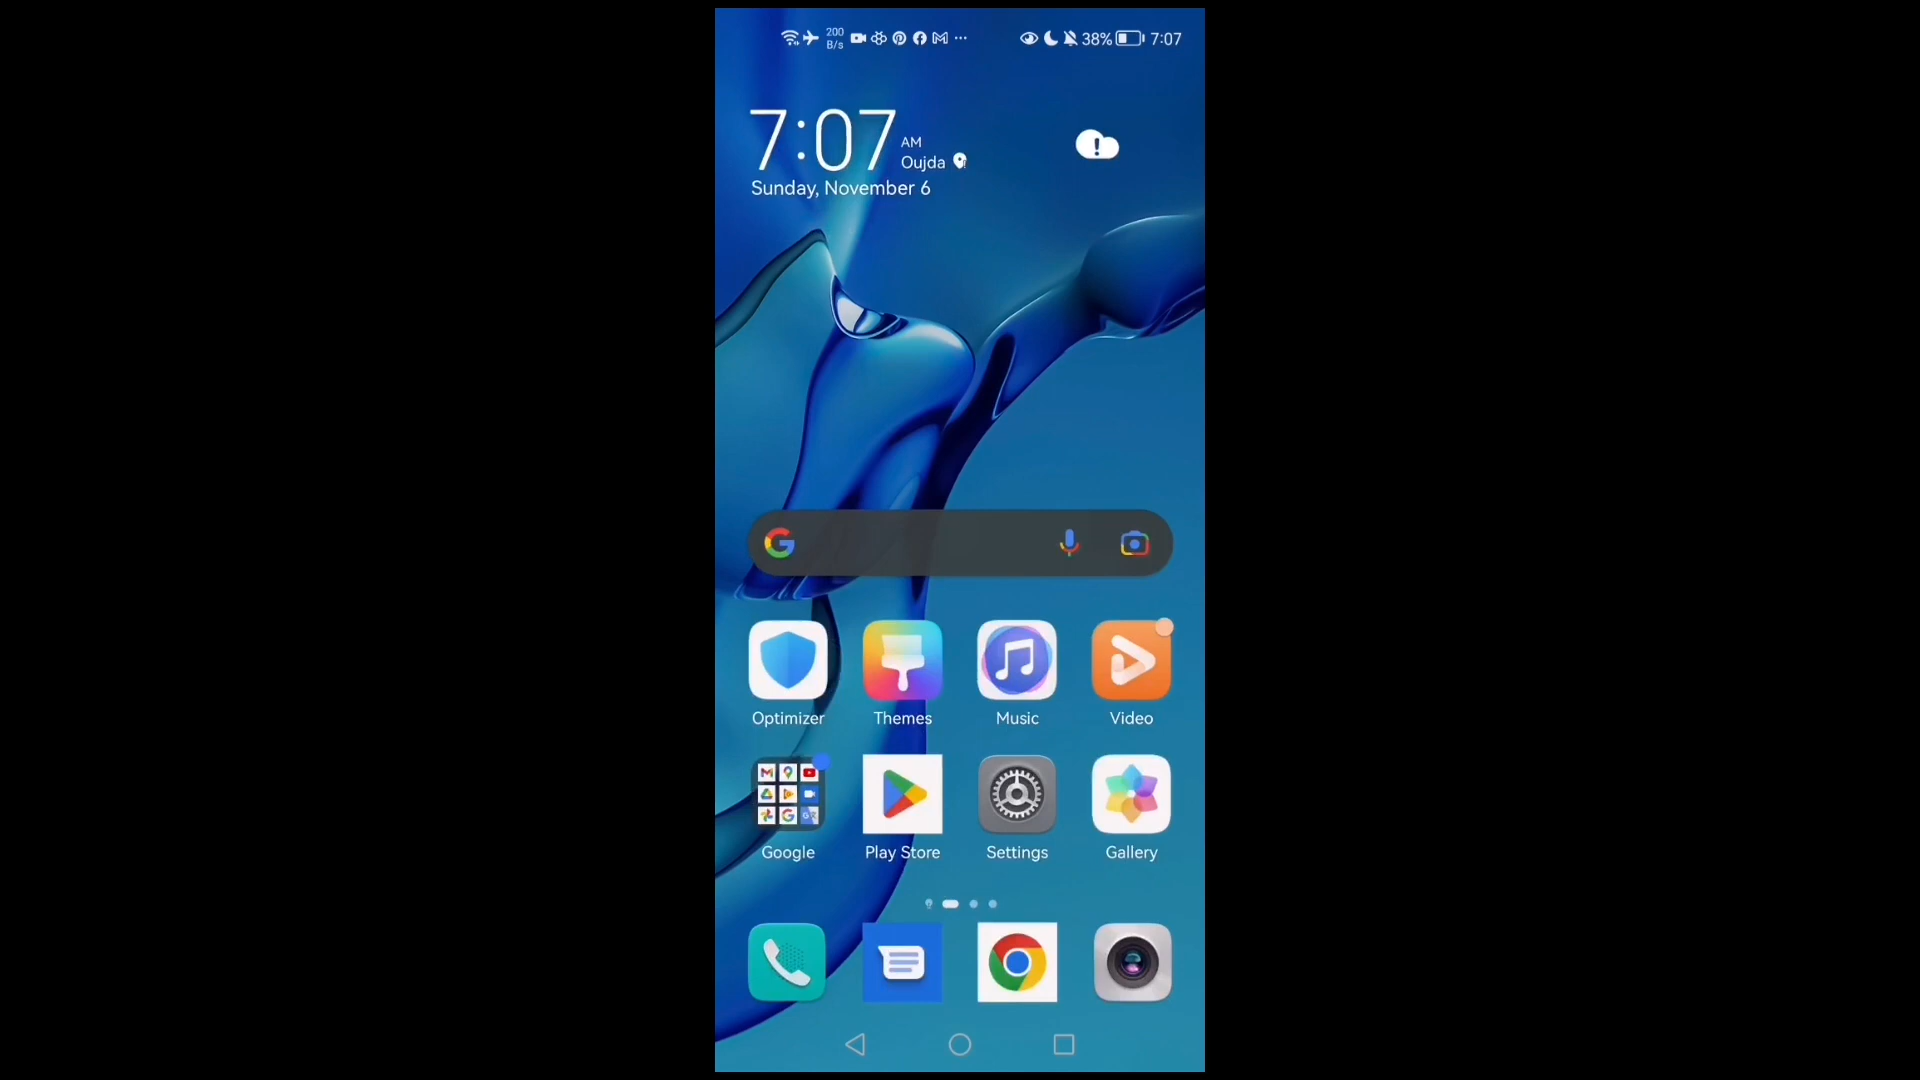 200 B/s 38% 7:07
7:07 AM
Oujda
Sunday, November 6
Optimizer Themes Music Video
Google Play Store Settings Gallery